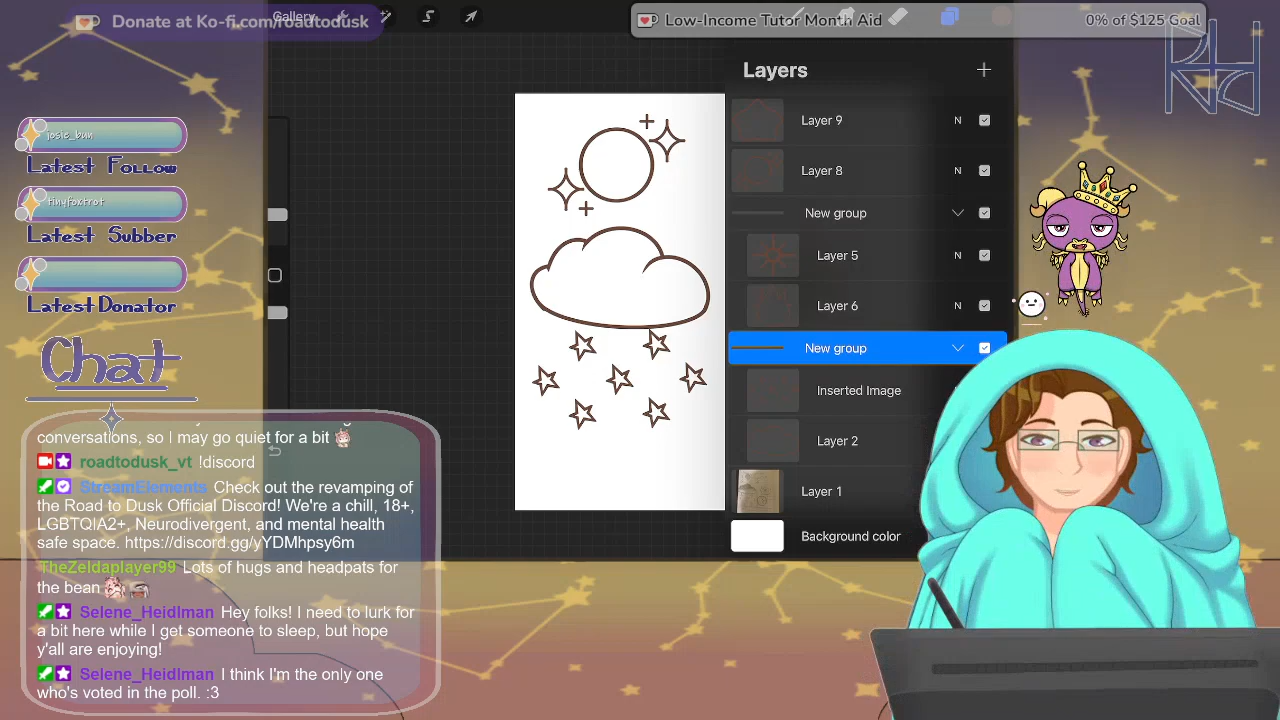 Donate at Ko-fi.com/roadtodusk
Gallery
Low-Income Tutor Month Aid
0% of $125 Goal
josie_bun
Latest Follow
tinyfoxtrot
Latest Subber
Latest Donator
Chat
conversations, so I may go quiet for a bit
roadtodusk_vt !discord
StreamElements Check out the revamping of
the Road to Dusk Official Discord! We're a chill, 18+,
LGBTQIA2+, Neurodivergent, and mental health
safe space. https://discord.gg/yYDMhpsy6m
TheZeldaplayer99 Lots of hugs and headpats for
the bean
Selene_Heidlman Hey folks! I need to lurk for
a bit here while I get someone to sleep, but hope
y'all are enjoying!
Selene_Heidlman I think I'm the only one
who's voted in the poll. :3
Layers
Layer 9 N
Layer 8 N
New group
Layer 5 N
Layer 6 N
New group
Inserted Image
Layer 2
Layer 1
Background color